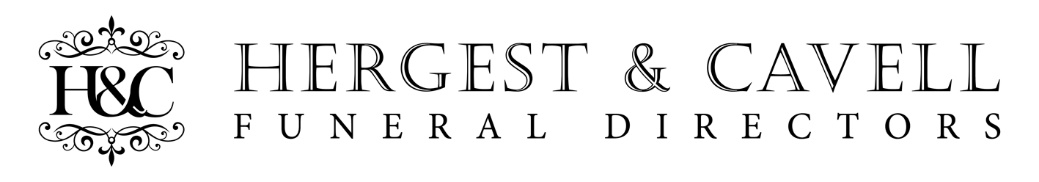 H&C
HERGEST & CAVELL
FUNERAL DIRECTORS